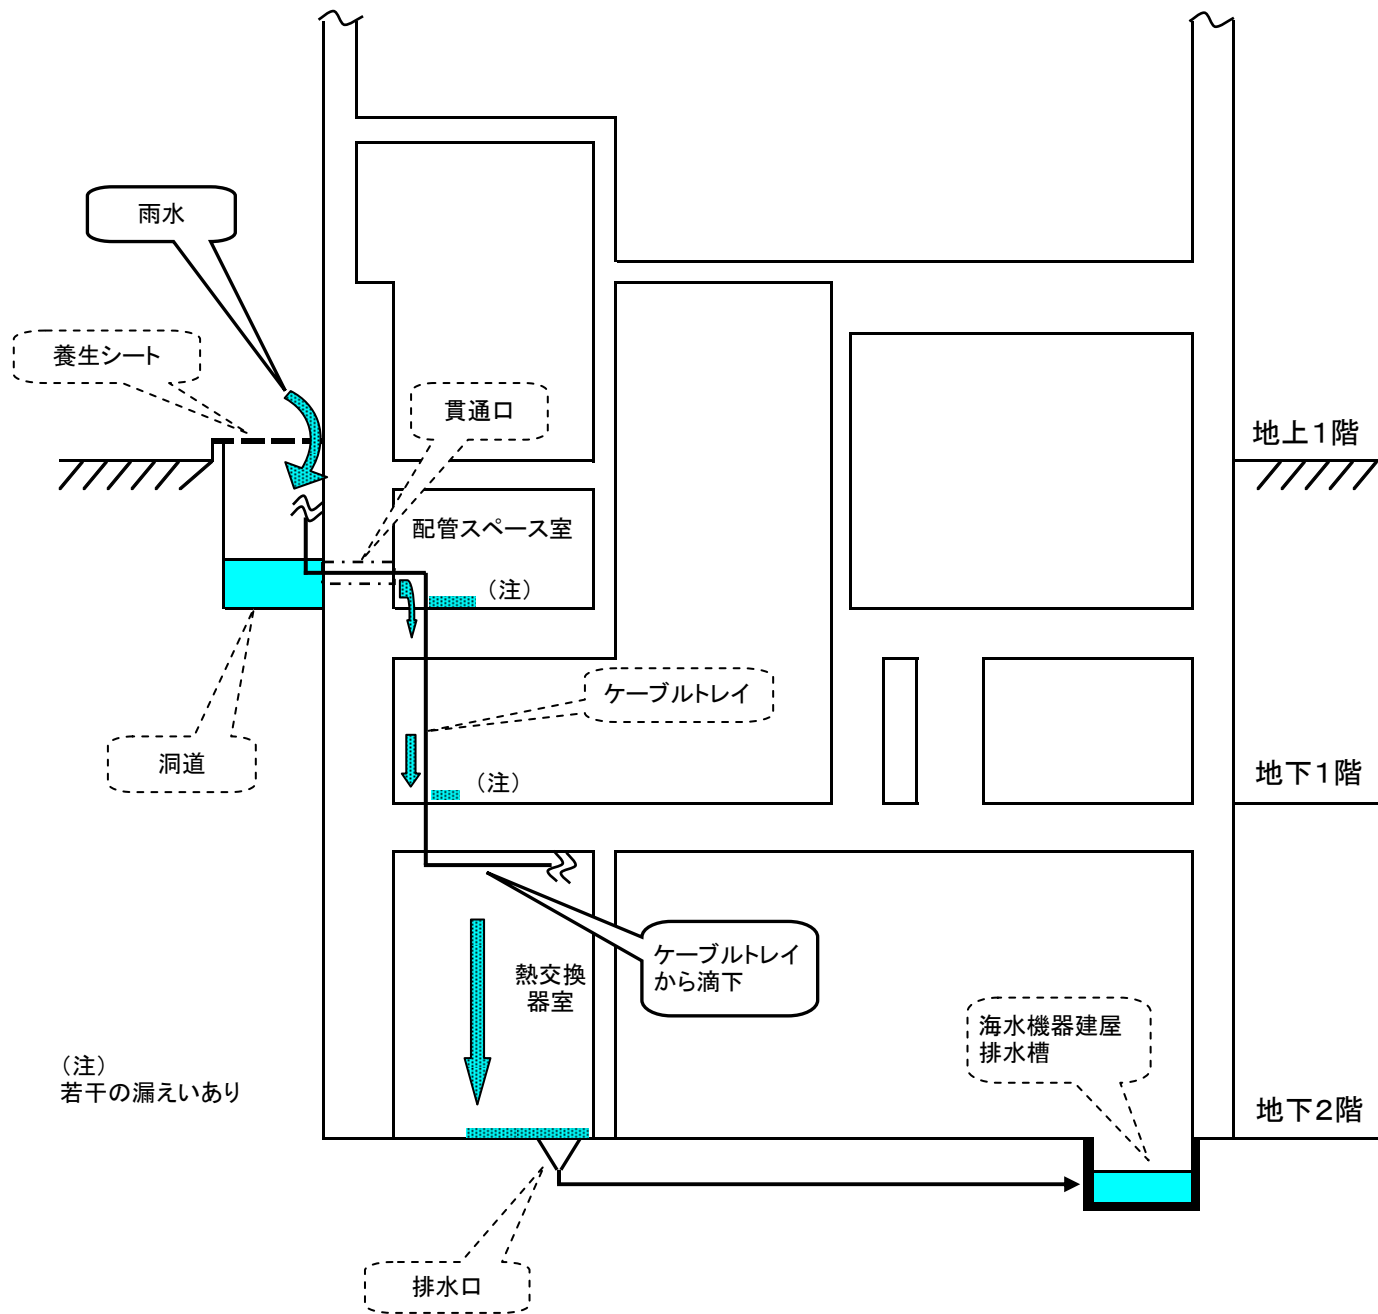 雨水
養生シート
貫通口
地上１階
配管スペース室
（注）
ケーブルトレイ
洞道
（注）
地下１階
ケーブルトレイ
から滴下
熱交換
器室
海水機器建屋
排水槽
（注）
若干の漏えいあり
地下２階
排水口